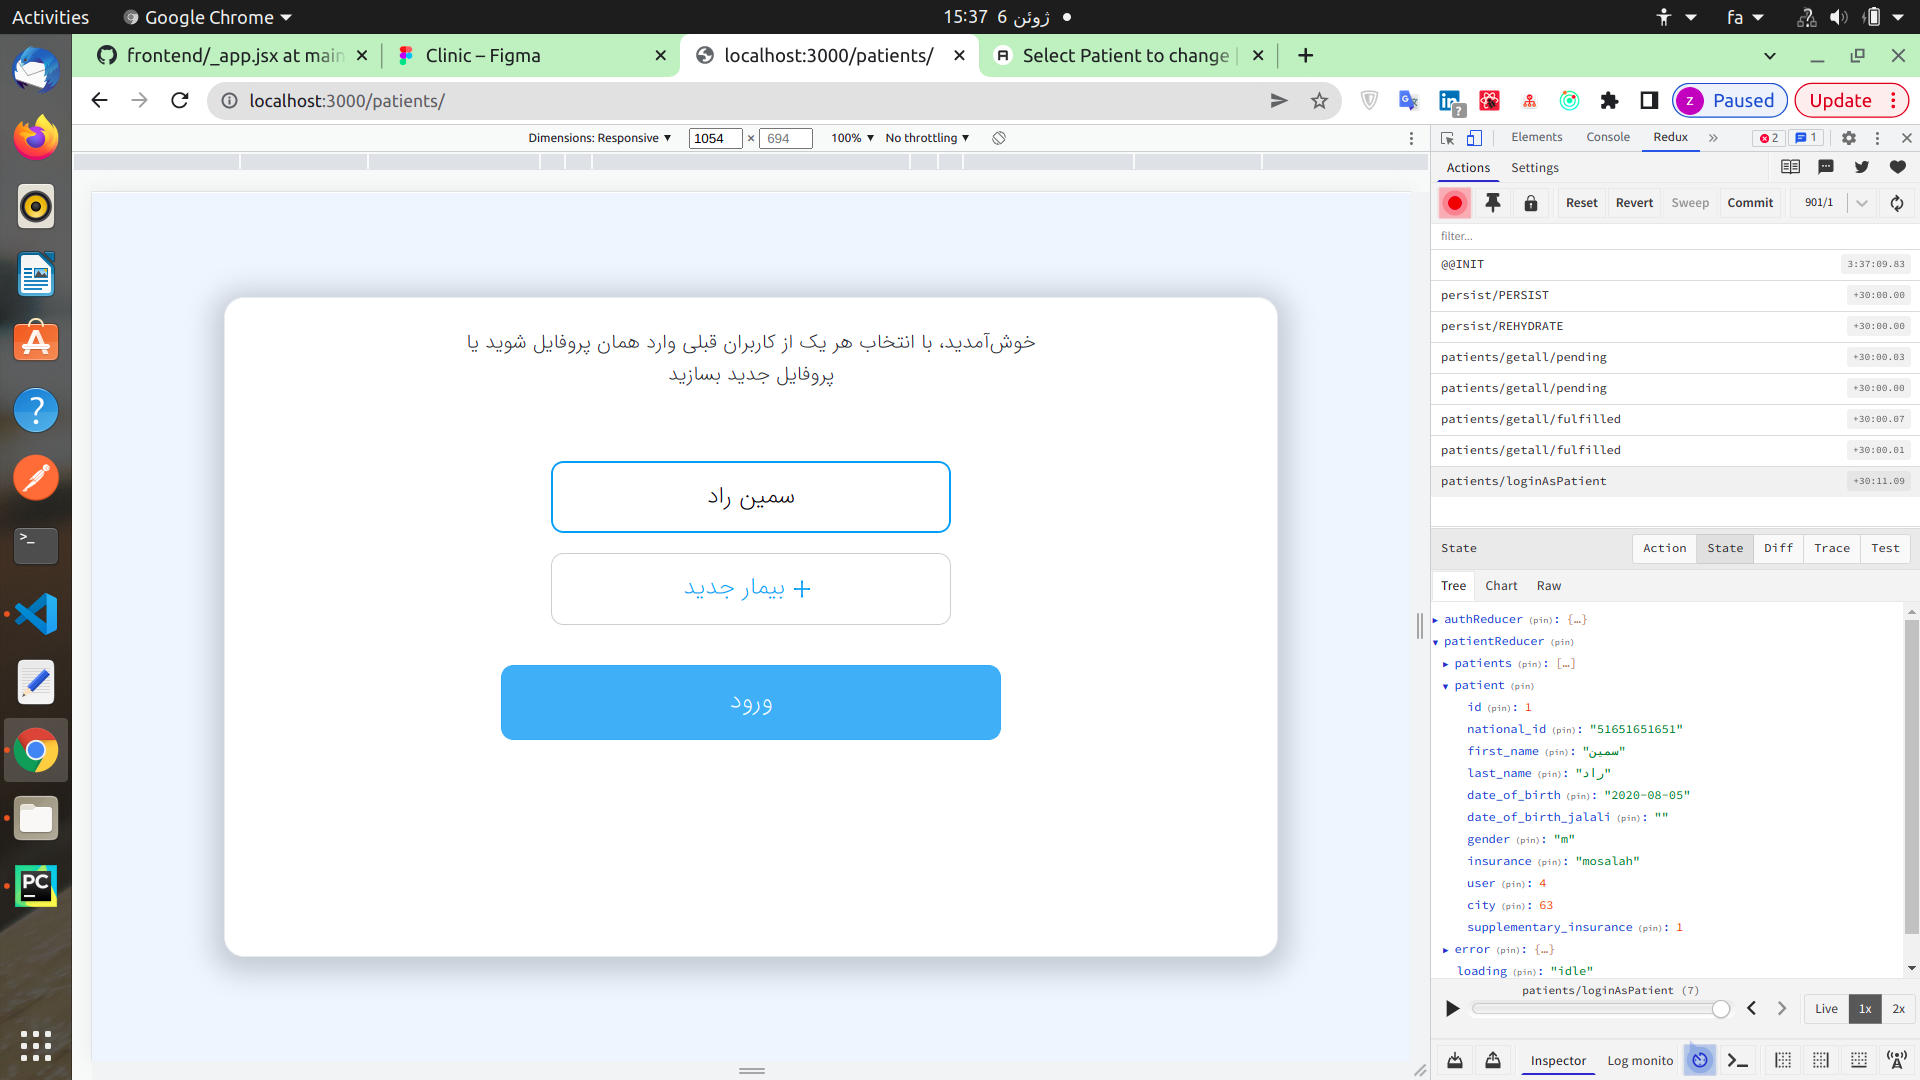 Activities
Google Chrome
15:37 ژوئن 6
fa
frontend/_app.jsx at main
Clinic – Figma
localhost:3000/patients/
Select Patient to change
localhost:3000/patients/
z
Paused
Update
Dimensions: Responsive
1054 × 694
100%
No throttling
Elements
Console
Redux
2
1
Actions
Settings
Reset
Revert
Sweep
Commit
901/1
filter...
@@INIT 3:37:09.83
persist/PERSIST +30:00.00
persist/REHYDRATE +30:00.00
patients/getall/pending +30:00.03
patients/getall/pending +30:00.00
patients/getall/fulfilled +30:00.07
patients/getall/fulfilled +30:00.01
patients/loginAsPatient +30:11.09
خوش‌آمدید، با انتخاب هر یک از کاربران قبلی وارد همان پروفایل شوید یا
پروفایل جدید بسازید
سمین راد
+ بیمار جدید
ورود
State
Action
State
Diff
Trace
Test
Tree
Chart
Raw
authReducer (pin): {…}
patientReducer (pin)
patients (pin): […]
patient (pin)
id (pin): 1
national_id (pin): "51651651651"
first_name (pin): "سمین"
last_name (pin): "راد"
date_of_birth (pin): "2020-08-05"
date_of_birth_jalali (pin): ""
gender (pin): "m"
insurance (pin): "mosalah"
user (pin): 4
city (pin): 63
supplementary_insurance (pin): 1
error (pin): {…}
loading (pin): "idle"
patients/loginAsPatient (7)
Live
1x
2x
Inspector
Log monito
PC